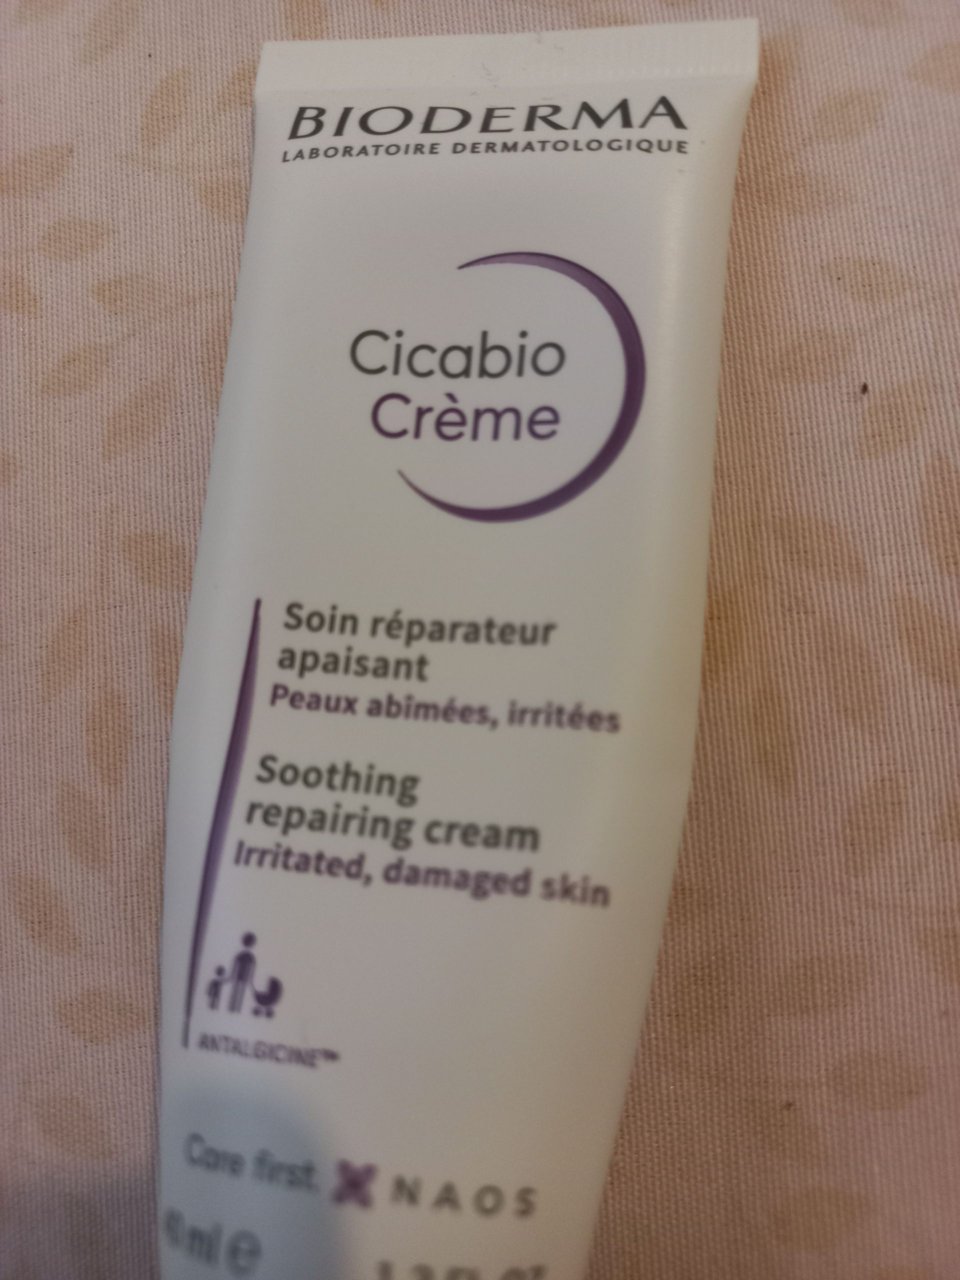 BIODERMA
LABORATOIRE DERMATOLOGIQUE
Cicabio
Crème
Soin réparateur
apaisant
Peaux abîmées, irritées
Soothing
repairing cream
Irritated, damaged skin
ANTALGICINE™
Care first.
NAOS
ml e